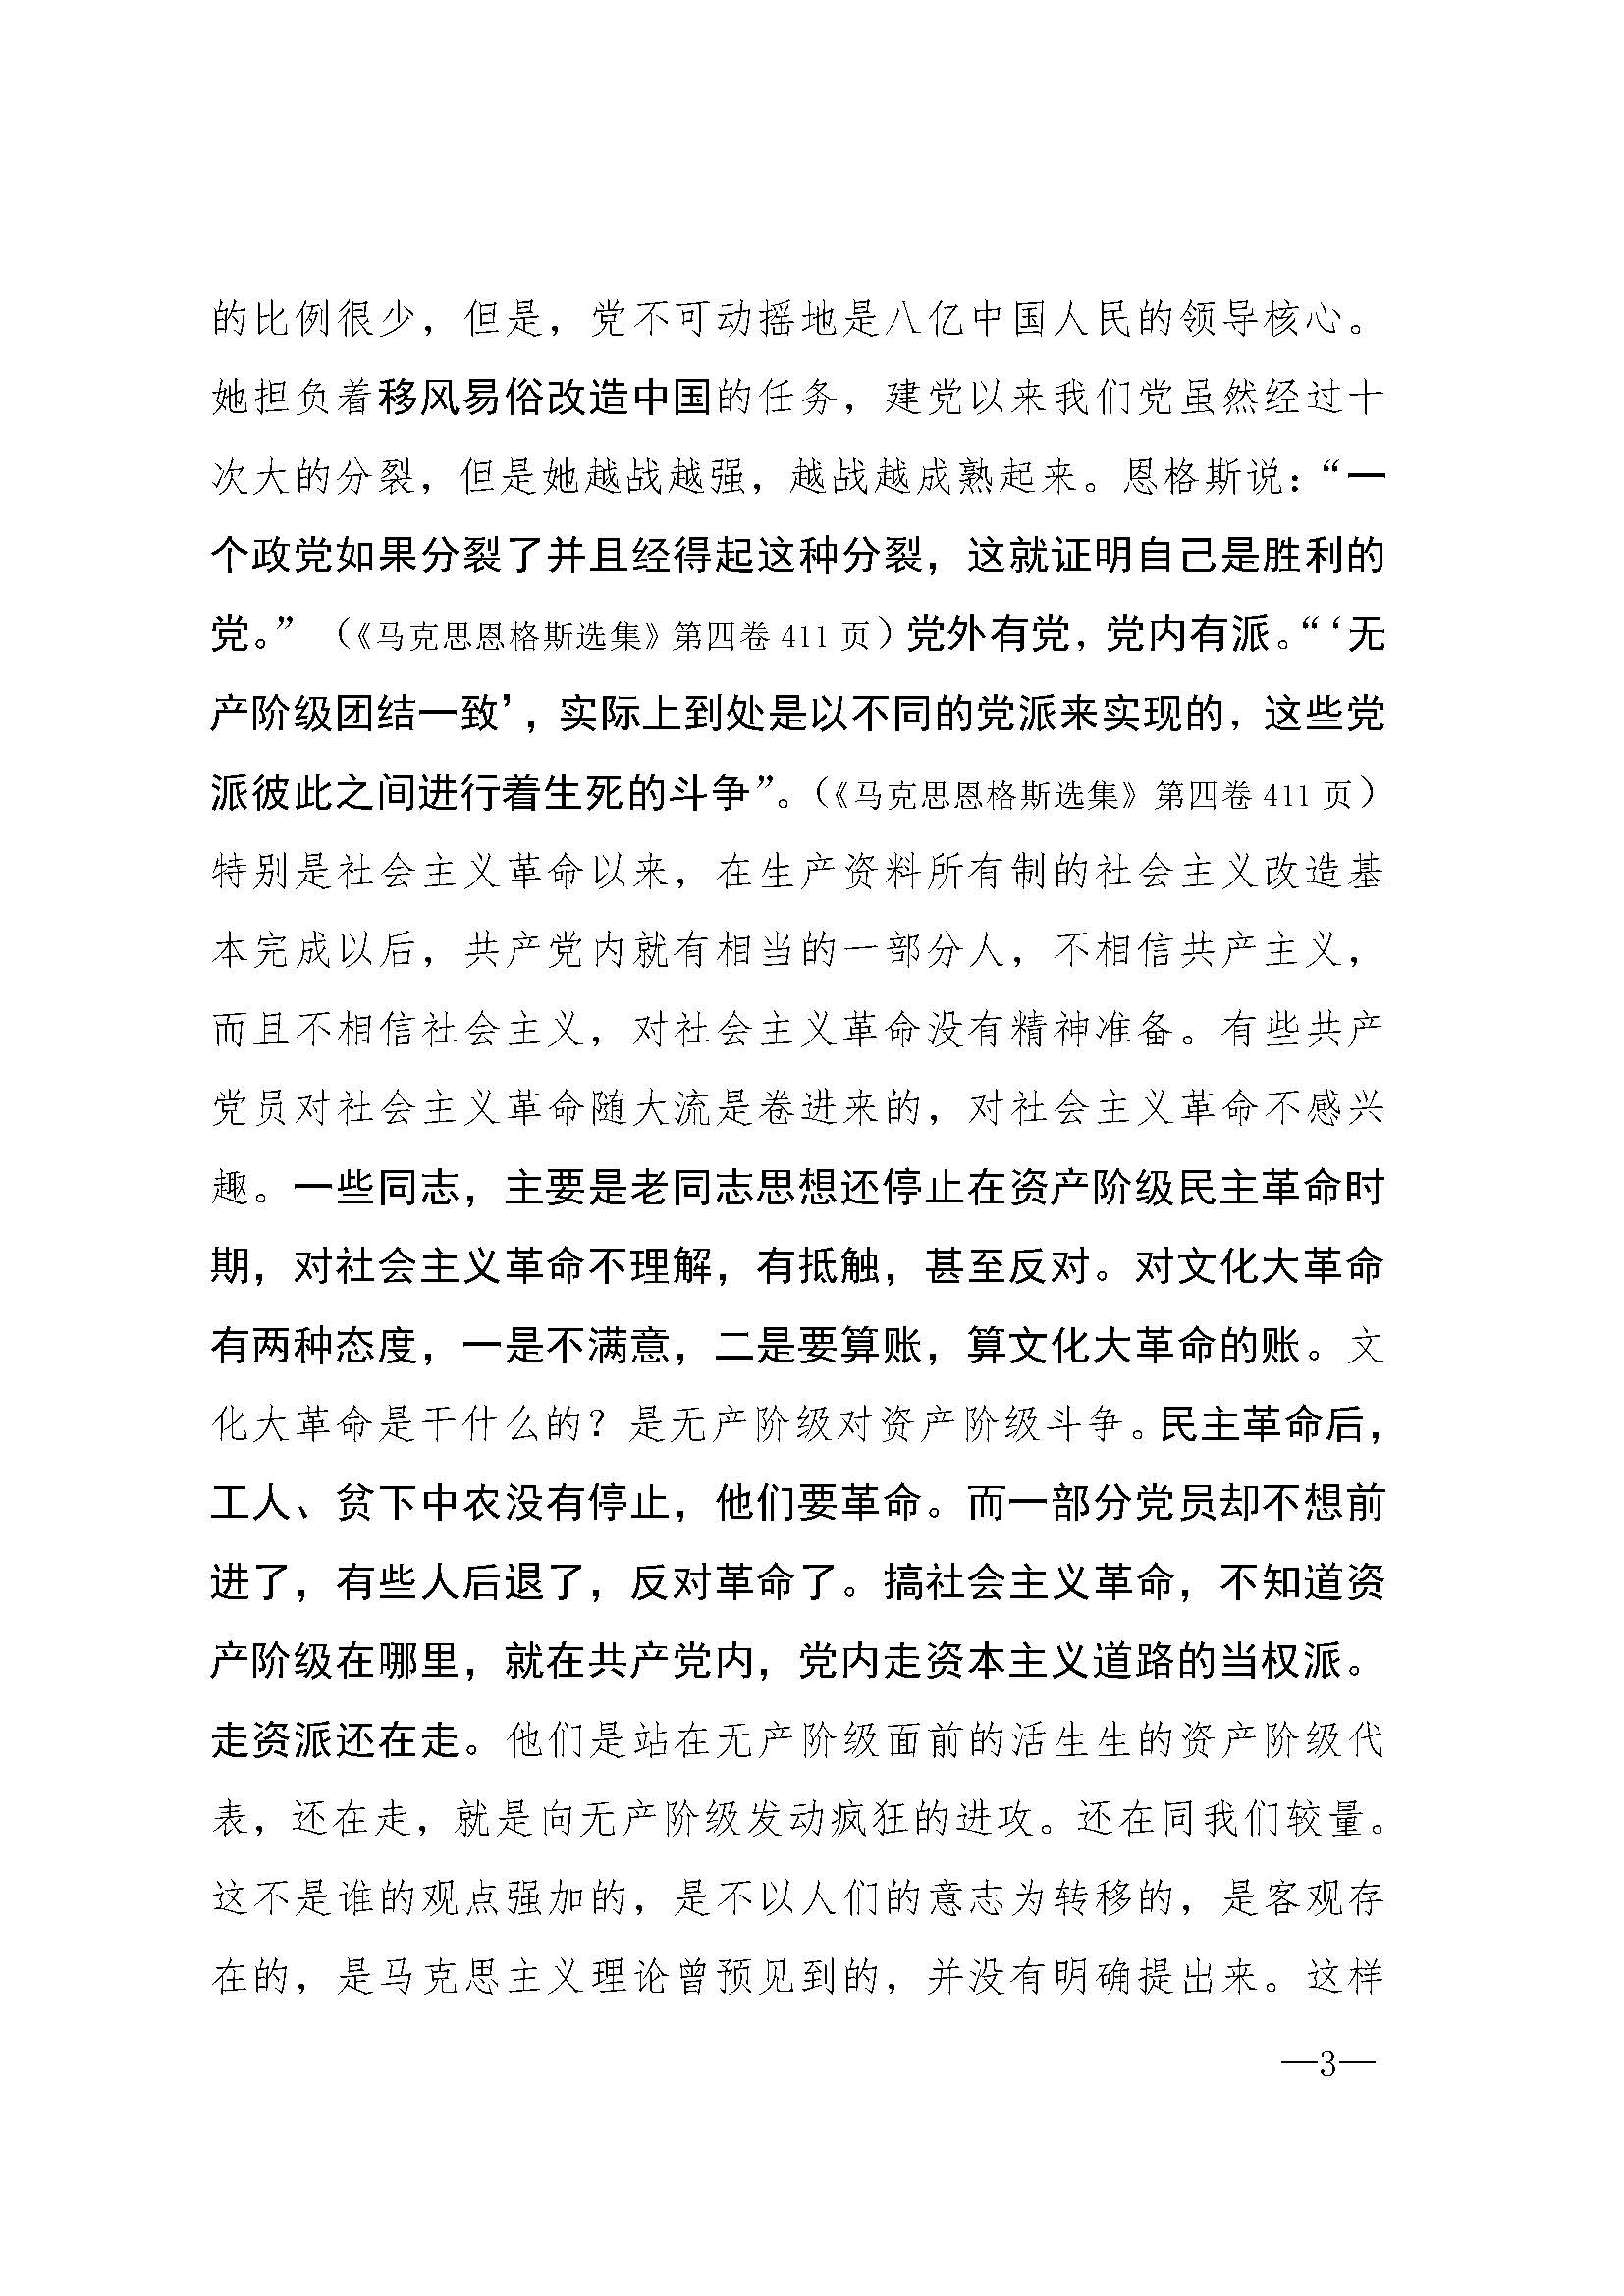 的比例很少，但是，党不可动摇地是八亿中国人民的领导核心。
她担负着移风易俗改造中国的任务，建党以来我们党虽然经过十
次大的分裂，但是她越战越强，越战越成熟起来。恩格斯说：“一
个政党如果分裂了并且经得起这种分裂，这就证明自己是胜利的
党。”（《马克思恩格斯选集》第四卷 411 页）党外有党，党内有派。“‘无
产阶级团结一致’，实际上到处是以不同的党派来实现的，这些党
派彼此之间进行着生死的斗争”。（《马克思恩格斯选集》第四卷 411 页）
特别是社会主义革命以来，在生产资料所有制的社会主义改造基
本完成以后，共产党内就有相当的一部分人，不相信共产主义，
而且不相信社会主义，对社会主义革命没有精神准备。有些共产
党员对社会主义革命随大流是卷进来的，对社会主义革命不感兴
趣。一些同志，主要是老同志思想还停止在资产阶级民主革命时
期，对社会主义革命不理解，有抵触，甚至反对。对文化大革命
有两种态度，一是不满意，二是要算账，算文化大革命的账。文
化大革命是干什么的？是无产阶级对资产阶级斗争。民主革命后，
工人、贫下中农没有停止，他们要革命。而一部分党员却不想前
进了，有些人后退了，反对革命了。搞社会主义革命，不知道资
产阶级在哪里，就在共产党内，党内走资本主义道路的当权派。
走资派还在走。他们是站在无产阶级面前的活生生的资产阶级代
表，还在走，就是向无产阶级发动疯狂的进攻。还在同我们较量。
这不是谁的观点强加的，是不以人们的意志为转移的，是客观存
在的，是马克思主义理论曾预见到的，并没有明确提出来。这样
—3—